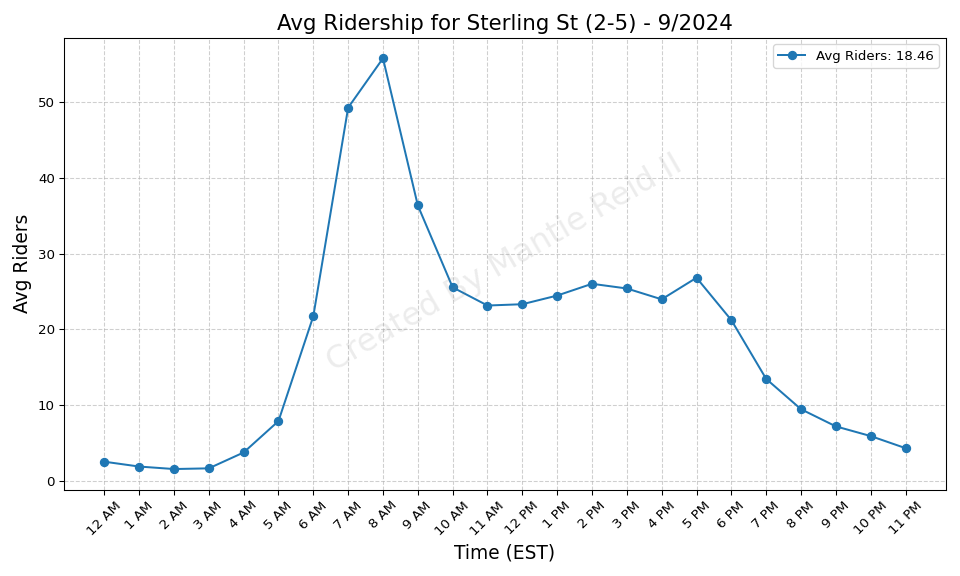 Avg Ridership for Sterling St (2-5) - 9/2024
Avg Riders: 18.46
50
40
30
20
10
0
Avg Riders
Created By Mantie Reid II
12 AM
1 AM
2 AM
3 AM
4 AM
5 AM
6 AM
7 AM
8 AM
9 AM
10 AM
11 AM
12 PM
1 PM
2 PM
3 PM
4 PM
5 PM
6 PM
7 PM
8 PM
9 PM
10 PM
11 PM
Time (EST)